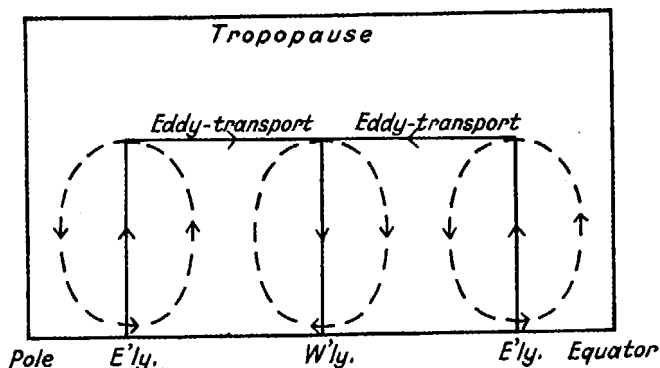 Tropopause
Eddy-transport Eddy-transport
Pole E'ly. W'ly. E'ly. Equator